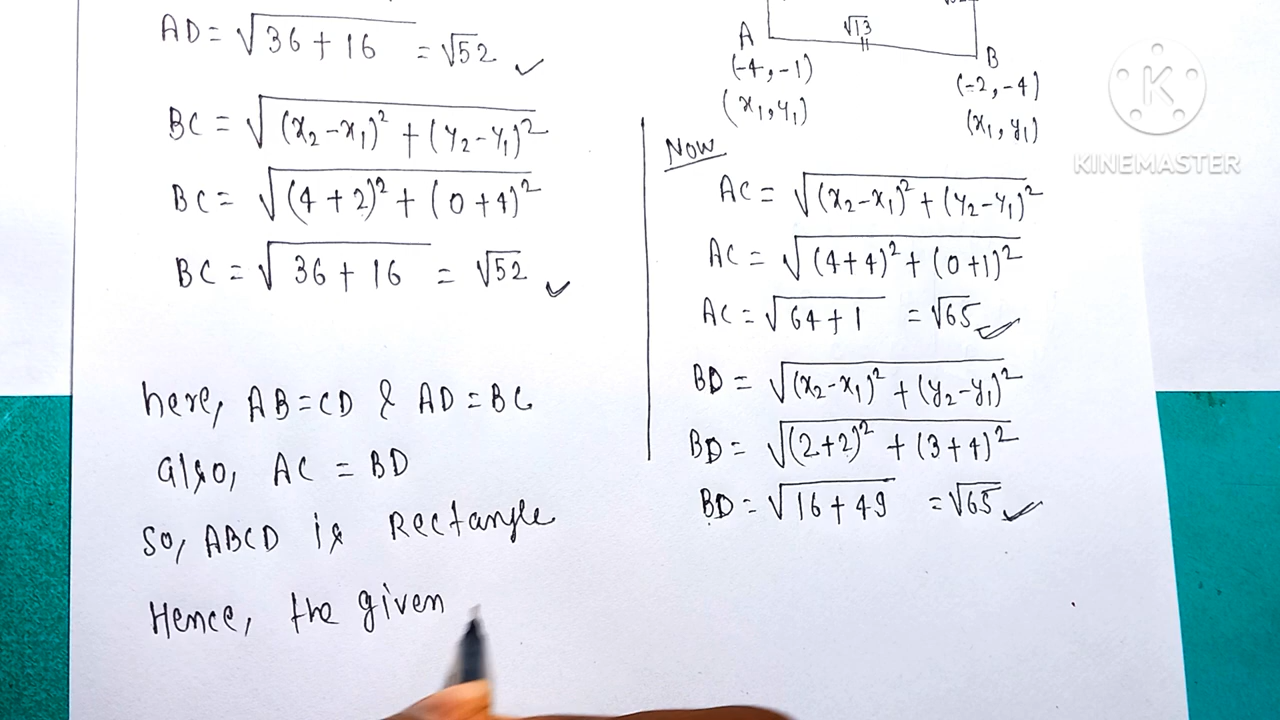 AD = √36 + 16 = √52 ✓
BC = √(x₂-x₁)² + (y₂-y₁)²
BC = √(4+2)² + (0+4)²
BC = √36 + 16 = √52 ✓
here, AB = CD & AD = BC
also, AC = BD
So, ABCD is Rectangle
Hence, the given
√13
A
(-4, -1)
(x₁, y₁)
B
(-2, -4)
(x₁, y₁)
Now
AC = √(x₂-x₁)² + (y₂-y₁)²
AC = √(4+4)² + (0+1)²
AC = √64 + 1 = √65 ✓
BD = √(x₂-x₁)² + (y₂-y₁)²
BD = √(2+2)² + (3+4)²
BD = √16 + 49 = √65 ✓
K
KINEMASTER